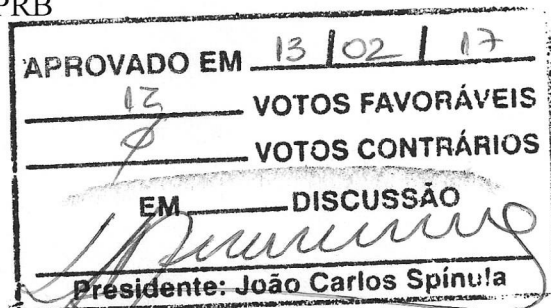 PRB
APROVADO EM 13 | 02 | 17
12 VOTOS FAVORÁVEIS
∅ VOTOS CONTRÁRIOS
EM DISCUSSÃO
Presidente: João Carlos Spínula